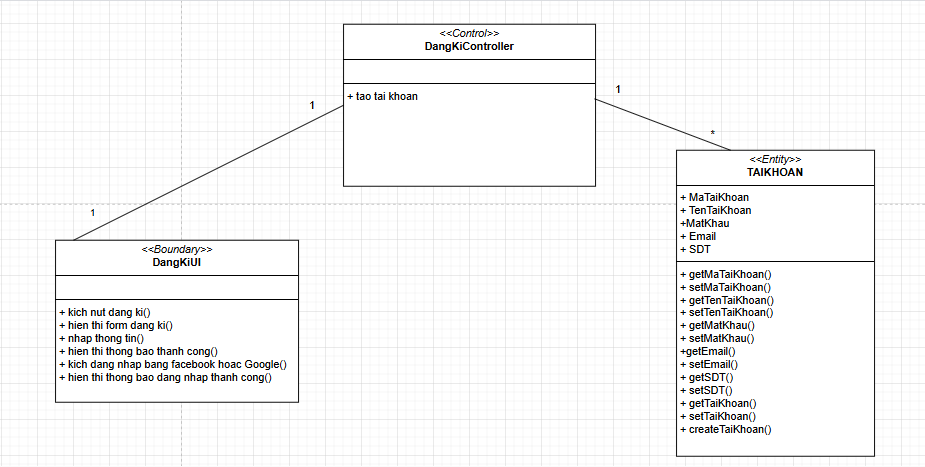 <<Control>>
DangKiController
+ tao tai khoan
1
1
1
*
<<Boundary>>
DangKiUI
+ kich nut dang ki()
+ hien thi form dang ki()
+ nhap thong tin()
+ hien thi thong bao thanh cong()
+ kich dang nhap bang facebook hoac Google()
+ hien thi thong bao dang nhap thanh cong()
<<Entity>>
TAIKHOAN
+ MaTaiKhoan
+ TenTaiKhoan
+MatKhau
+ Email
+ SDT
+ getMaTaiKhoan()
+ setMaTaiKhoan()
+ getTenTaiKhoan()
+ setTenTaiKhoan()
+ getMatKhau()
+ setMatKhau()
+getEmail()
+ setEmail()
+ getSDT()
+ setSDT()
+ getTaiKhoan()
+ setTaiKhoan()
+ createTaiKhoan()